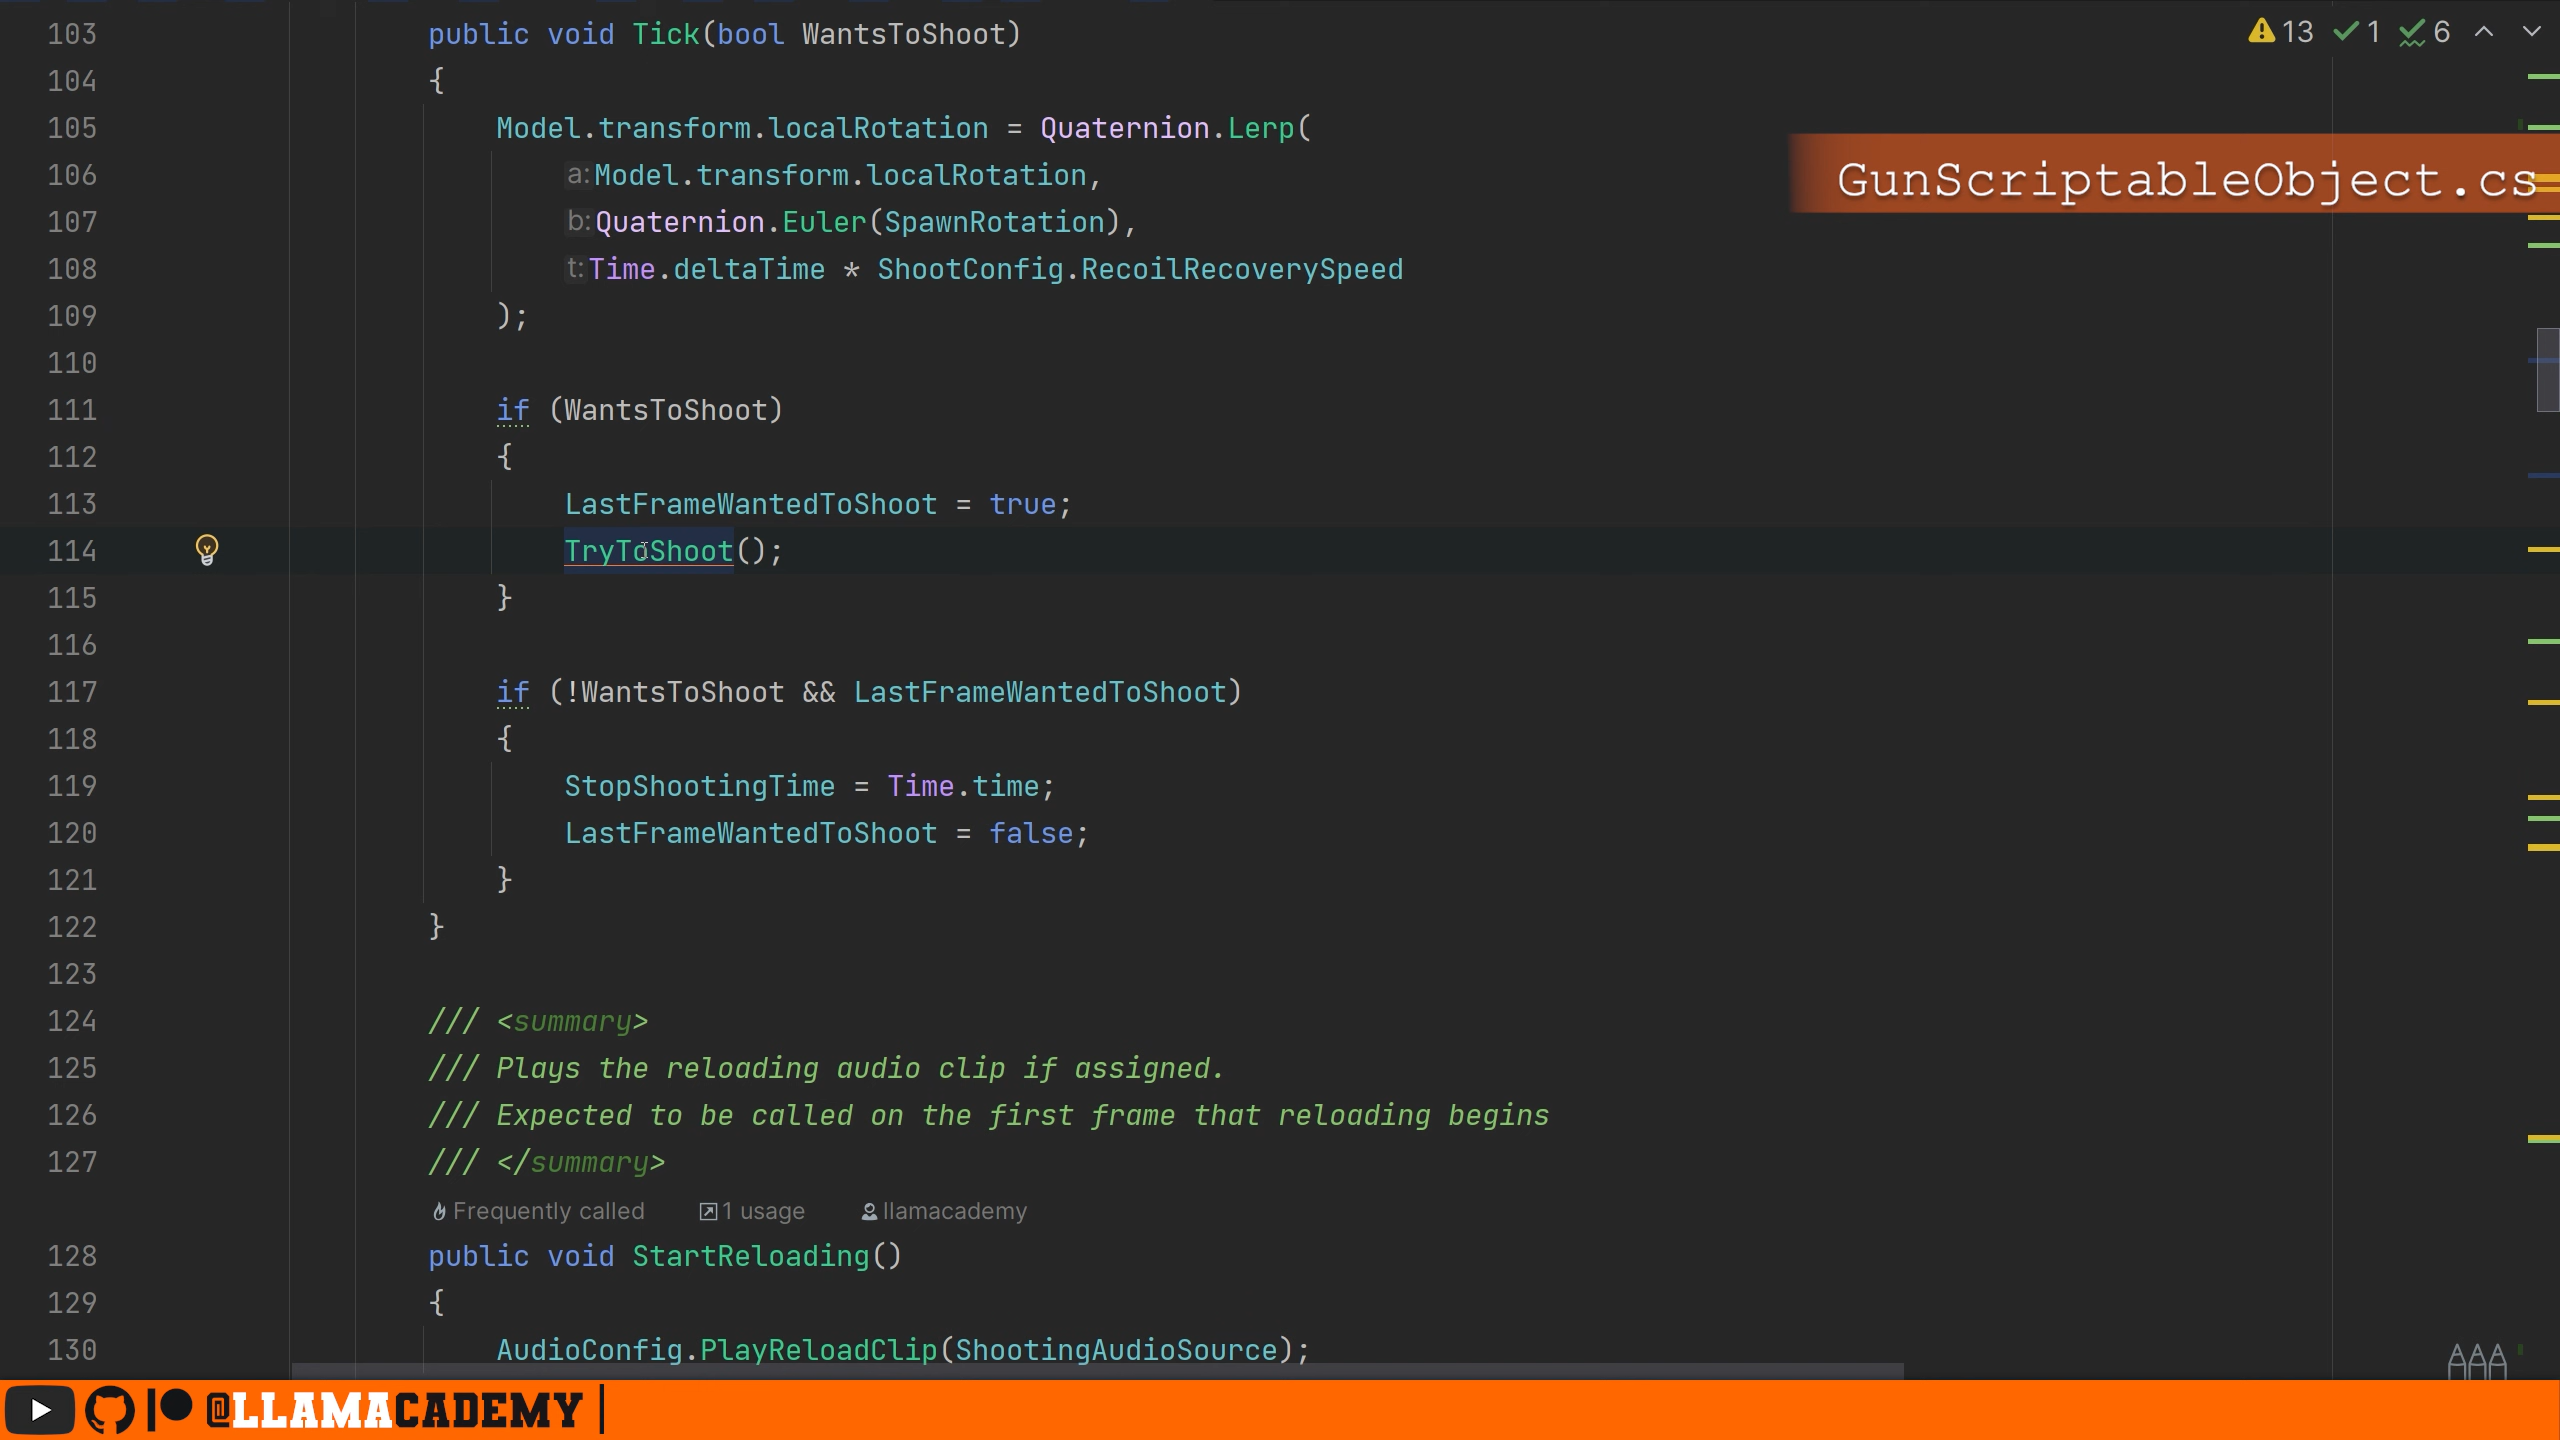 103 public void Tick(bool WantsToShoot)
13 1 6
104 {
105 Model.transform.localRotation = Quaternion.Lerp(
106 a:Model.transform.localRotation,
GunScriptableObject.cs
107 b:Quaternion.Euler(SpawnRotation),
108 t:Time.deltaTime * ShootConfig.RecoilRecoverySpeed
109 );
110
111 if (WantsToShoot)
112 {
113 LastFrameWantedToShoot = true;
114 TryToShoot();
115 }
116
117 if (!WantsToShoot && LastFrameWantedToShoot)
118 {
119 StopShootingTime = Time.time;
120 LastFrameWantedToShoot = false;
121 }
122 }
123
124 /// <summary>
125 /// Plays the reloading audio clip if assigned.
126 /// Expected to be called on the first frame that reloading begins
127 /// </summary>
Frequently called 1 usage llamacademy
128 public void StartReloading()
129 {
130 AudioConfig.PlayReloadClip(ShootingAudioSource);
@LLAMACADEMY |